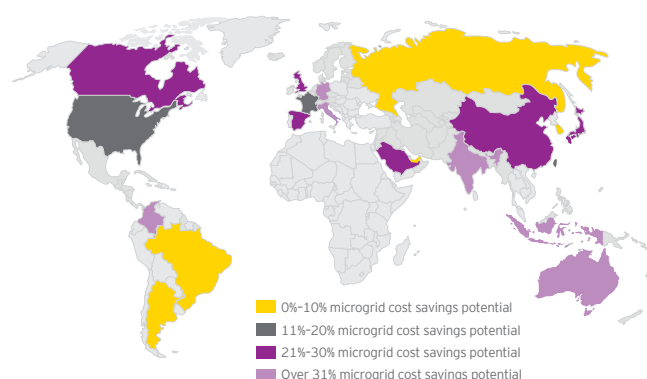 0%–10% microgrid cost savings potential
11%–20% microgrid cost savings potential
21%–30% microgrid cost savings potential
Over 31% microgrid cost savings potential